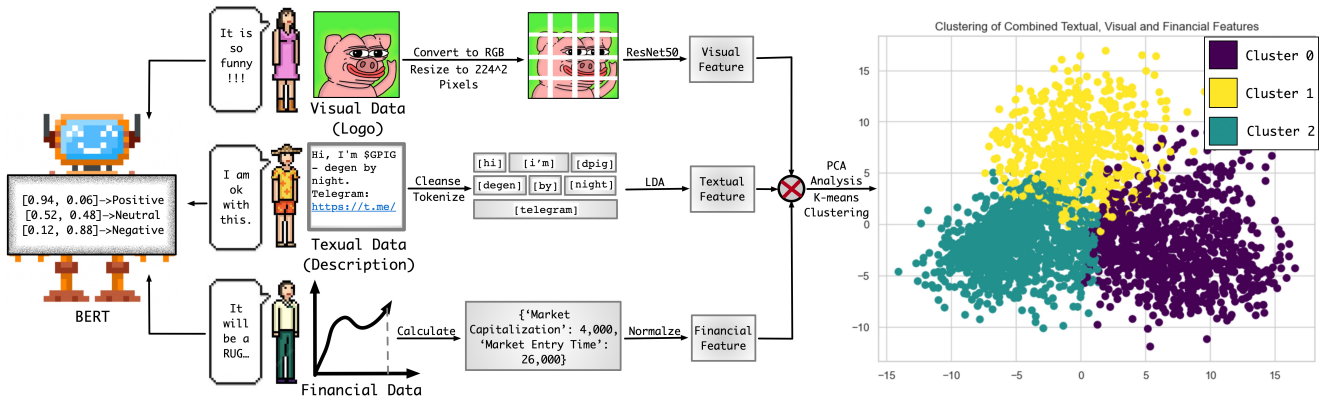 It is
so
funny
!!!
Convert to RGB
Resize to 224^2
Pixels
ResNet50
Visual
Feature
Visual Data
(Logo)
[0.94, 0.06]->Positive
[0.52, 0.48]->Neutral
[0.12, 0.88]->Negative
BERT
I am
ok
with
this.
Hi, I'm $GPIG
– degen by
night.
Telegram:
https://t.me/
Texual Data
(Description)
Cleanse
Tokenize
[hi] [i'm] [dpig]
[degen] [by] [night]
[telegram]
LDA
Textual
Feature
It
will
be a
RUG…
Financial Data
Calculate
{‘Market
Capitalization’: 4,000,
‘Market Entry Time’:
26,000}
Normalze
Financial
Feature
PCA
Analysis
K-means
Clustering
Clustering of Combined Textual, Visual and Financial Features
Cluster 0
Cluster 1
Cluster 2
15
10
5
0
−5
−10
−15 −10 −5 0 5 10 15